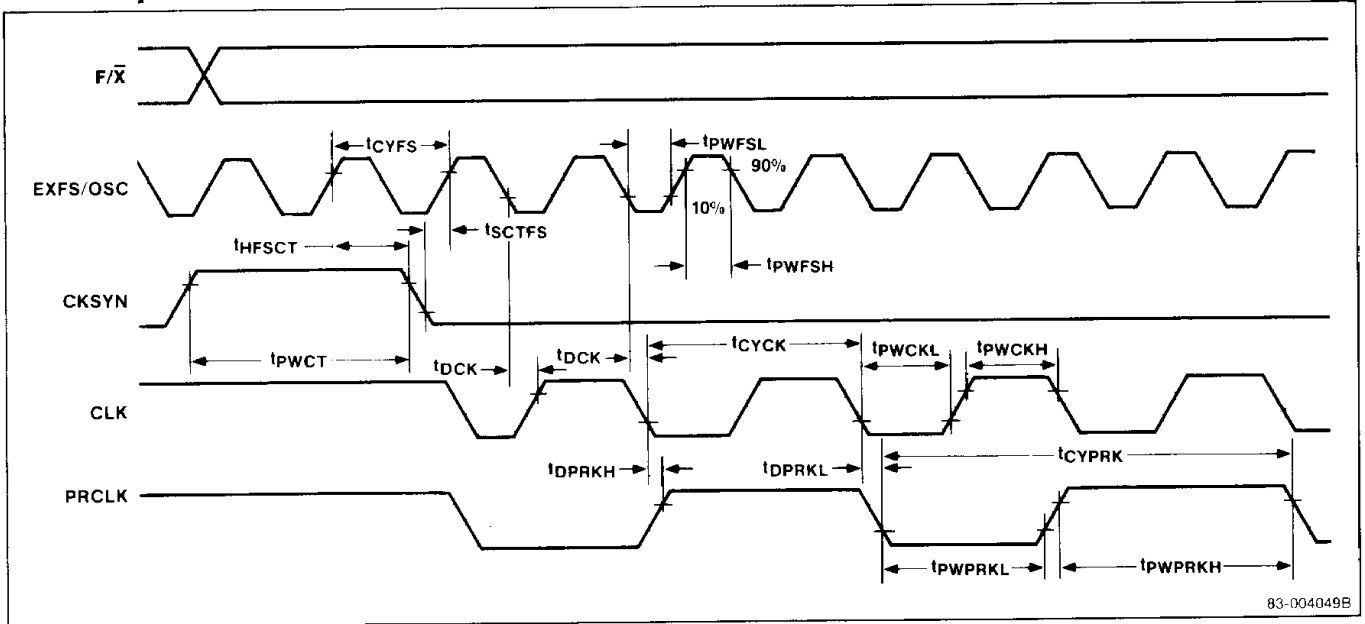 F/X̅
tCYFS
tPWFSL
90%
EXFS/OSC
10%
tSCTFS
tHFSCT
tPWFSH
CKSYN
tPWCT
tCYCK
tDCK
tDCK
tPWCKL
tPWCKH
CLK
tCYPRK
tDPRKH
tDPRKL
PRCLK
tPWPRKL
tPWPRKH
83-004049B